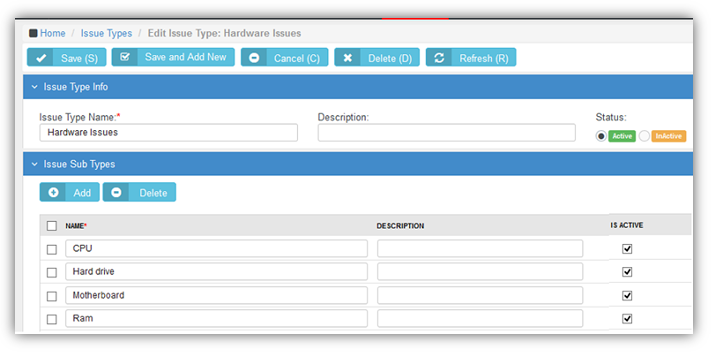 Home / Issue Types / Edit Issue Type: Hardware Issues
Save (S) Save and Add New Cancel (C) Delete (D) Refresh (R)
Issue Type Info
Issue Type Name:* Description: Status:
Hardware Issues Active InActive
Issue Sub Types
Add Delete
NAME* DESCRIPTION IS ACTIVE
CPU
Hard drive
Motherboard
Ram